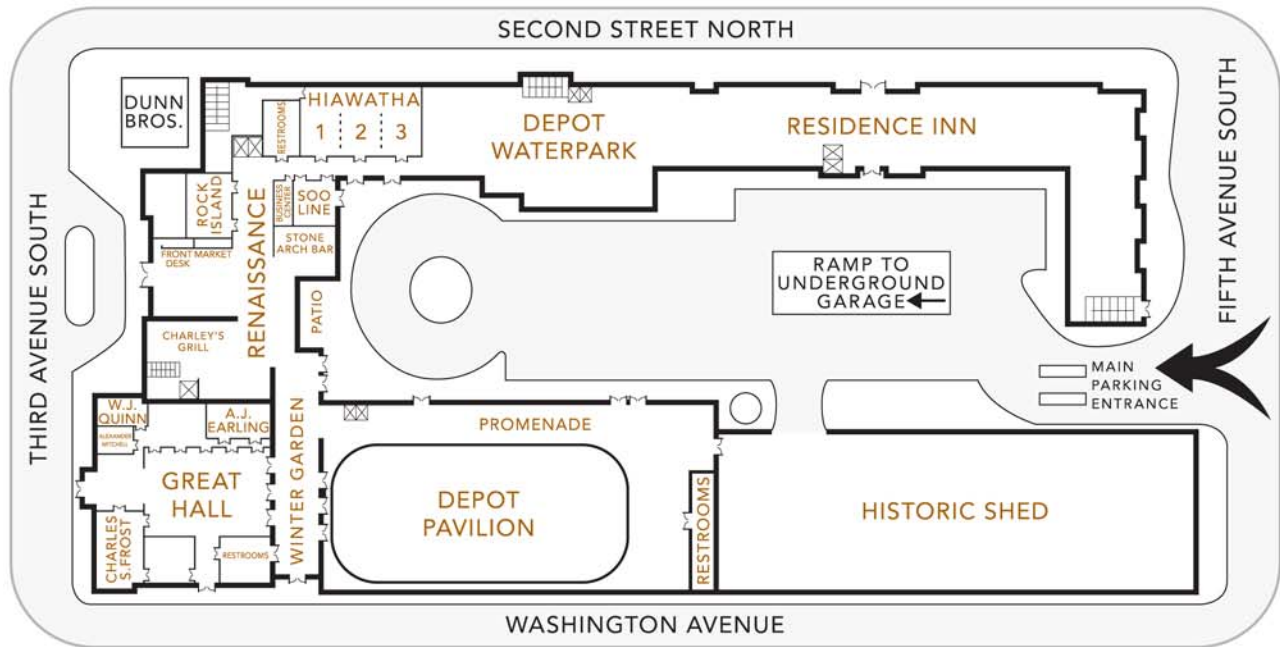 SECOND STREET NORTH
DUNN
BROS.
HIAWATHA
1 2 3
RESTROOMS
DEPOT
WATERPARK
RESIDENCE INN
FIFTH AVENUE SOUTH
THIRD AVENUE SOUTH
ROCK
ISLAND
RENAISSANCE
BUSINESS
CENTER
SOO
LINE
STONE
ARCH BAR
FRONT
DESK
MARKET
PATIO
RAMP TO
UNDERGROUND
GARAGE
CHARLEY'S
GRILL
MAIN
PARKING
ENTRANCE
W.J.
QUINN
ALEXANDER
MITCHELL
A.J.
EARLING
GREAT
HALL
WINTER GARDEN
PROMENADE
DEPOT
PAVILION
RESTROOMS
HISTORIC SHED
CHARLES
S.FROST
RESTROOMS
WASHINGTON AVENUE